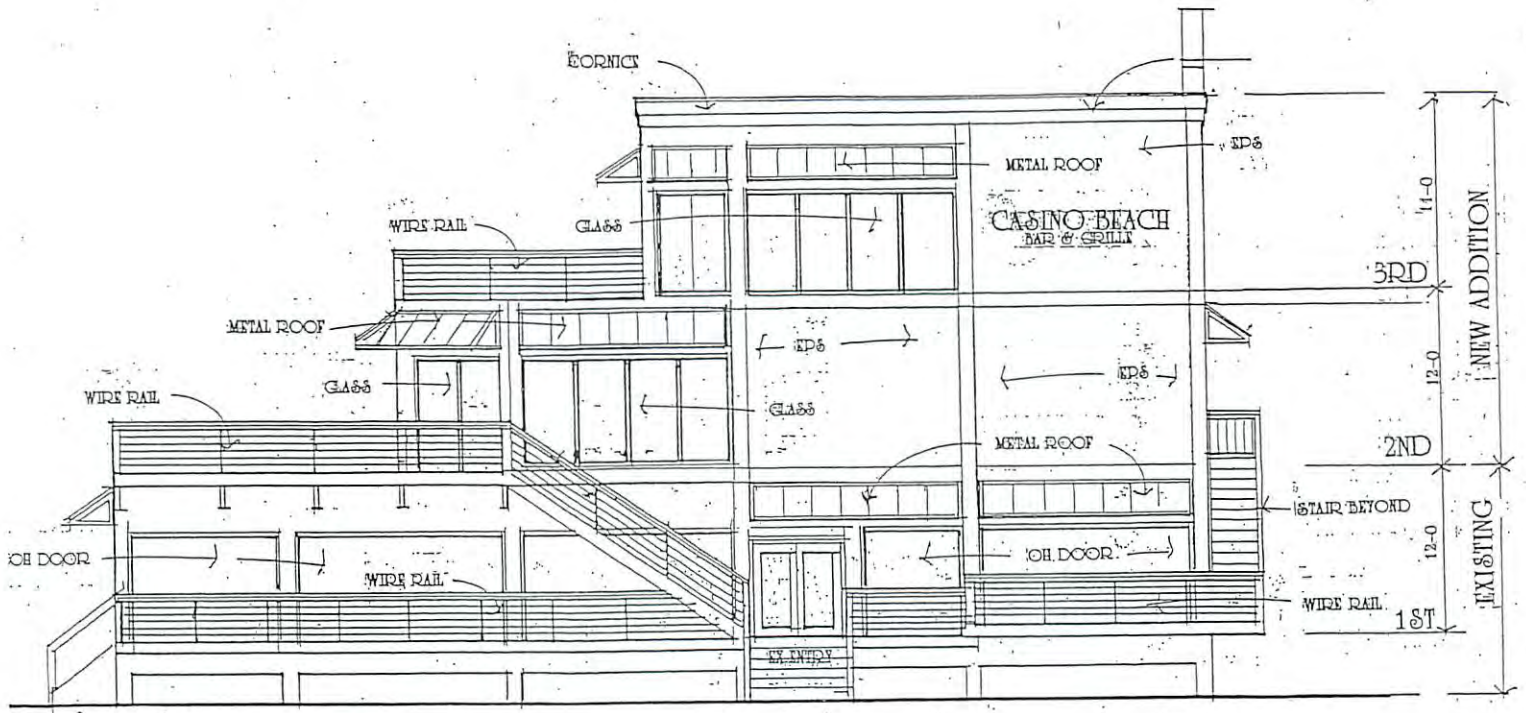 CORNICE
EPS
METAL ROOF
GLASS
WIRE RAIL
CASINO BEACH
BAR & GRILLE
11-0
NEW ADDITION
3RD
METAL ROOF
EPS
EPS
12-0
GLASS
GLASS
WIRE RAIL
METAL ROOF
2ND
STAIR BEYOND
12-0
EXISTING
OH DOOR
OH. DOOR
WIRE RAIL
WIRE RAIL
1ST
EX. ENTRY